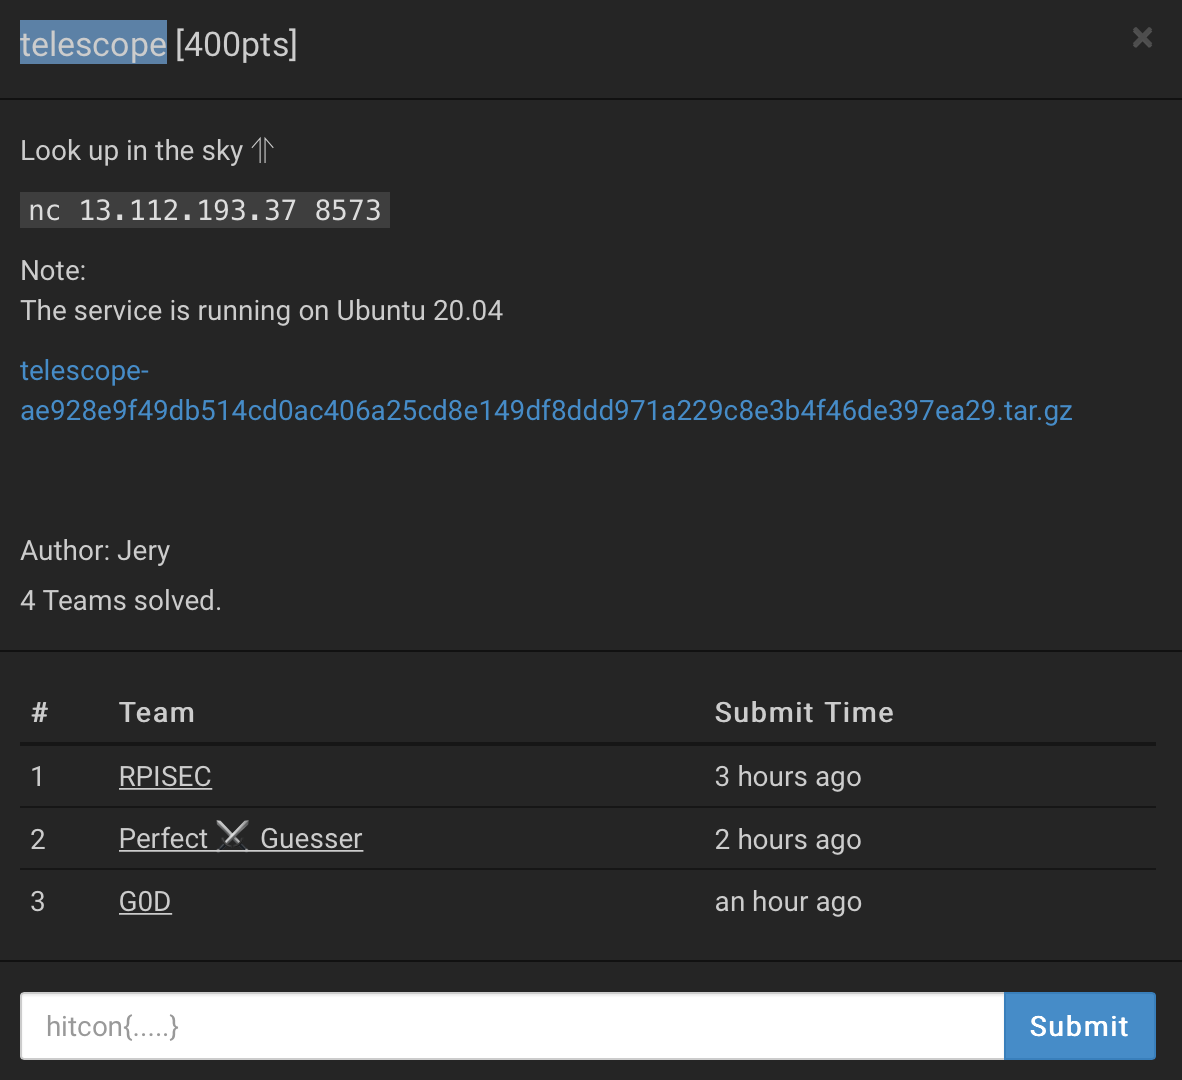 telescope [400pts]
×
Look up in the sky ⥣
nc 13.112.193.37 8573
Note:
The service is running on Ubuntu 20.04
telescope-
ae928e9f49db514cd0ac406a25cd8e149df8ddd971a229c8e3b4f46de397ea29.tar.gz
Author: Jery
4 Teams solved.
# Team Submit Time
1 RPISEC 3 hours ago
2 Perfect ⚔ Guesser 2 hours ago
3 G0D an hour ago
hitcon{.....} Submit